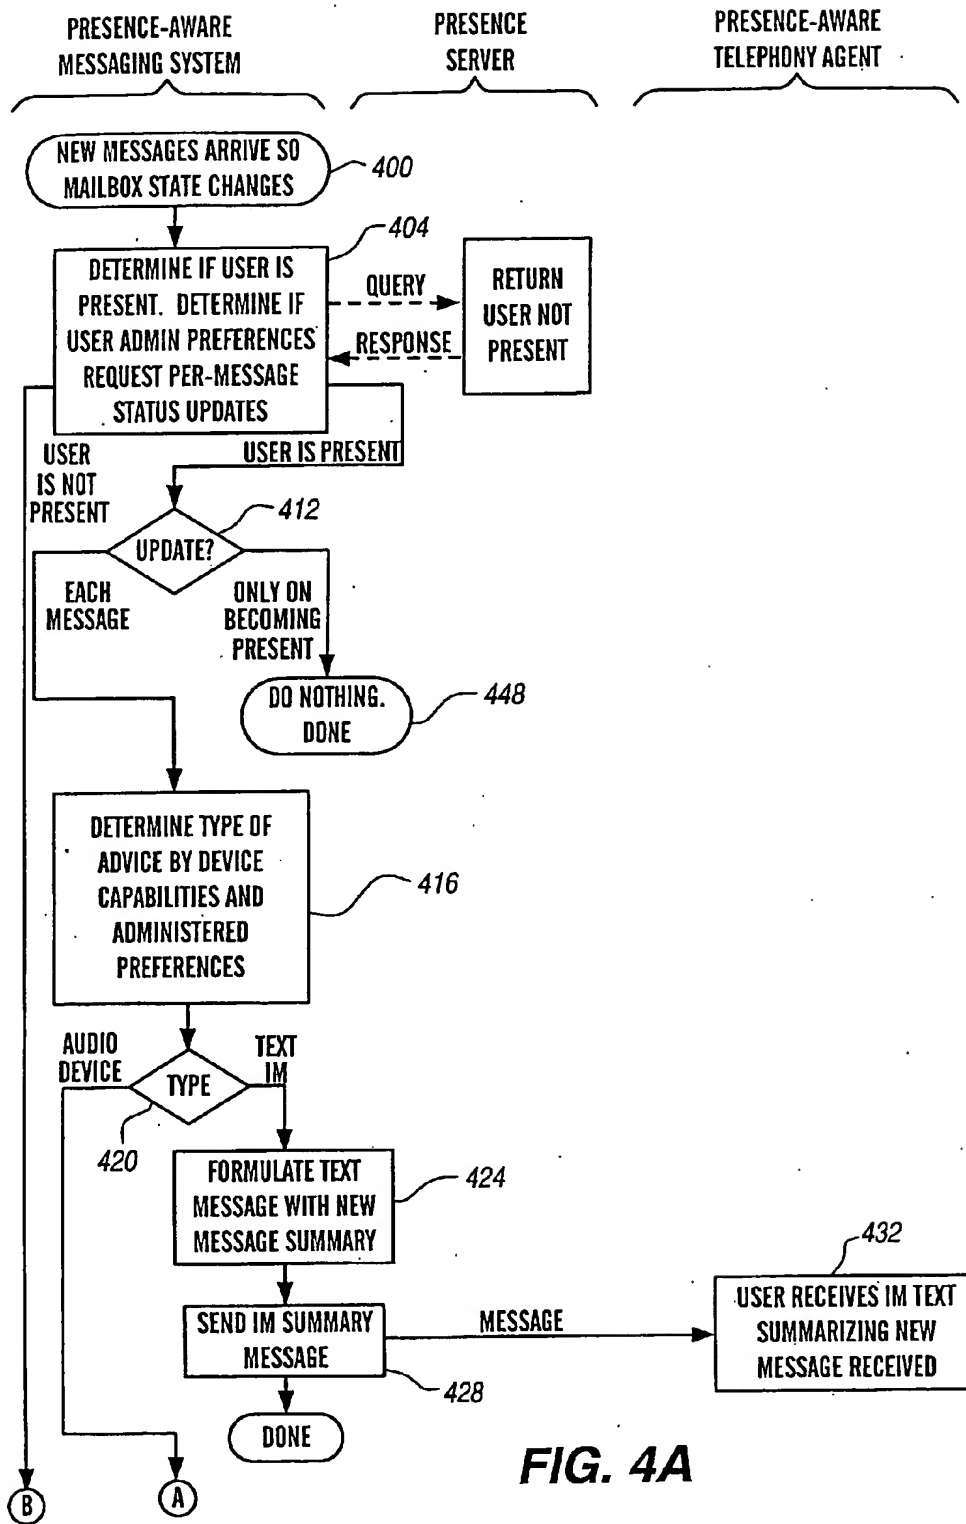 PRESENCE-AWARE
MESSAGING SYSTEM
PRESENCE
SERVER
PRESENCE-AWARE
TELEPHONY AGENT
NEW MESSAGES ARRIVE SO
MAILBOX STATE CHANGES
400
404
DETERMINE IF USER IS
PRESENT. DETERMINE IF
USER ADMIN PREFERENCES
REQUEST PER-MESSAGE
STATUS UPDATES
QUERY
RESPONSE
RETURN
USER NOT
PRESENT
USER
IS NOT
PRESENT
USER IS PRESENT
412
UPDATE?
EACH
MESSAGE
ONLY ON
BECOMING
PRESENT
DO NOTHING.
DONE
448
DETERMINE TYPE OF
ADVICE BY DEVICE
CAPABILITIES AND
ADMINISTERED
PREFERENCES
416
AUDIO
DEVICE
TYPE
TEXT
IM
420
FORMULATE TEXT
MESSAGE WITH NEW
MESSAGE SUMMARY
424
SEND IM SUMMARY
MESSAGE
428
MESSAGE
432
USER RECEIVES IM TEXT
SUMMARIZING NEW
MESSAGE RECEIVED
DONE
B
A
FIG. 4A